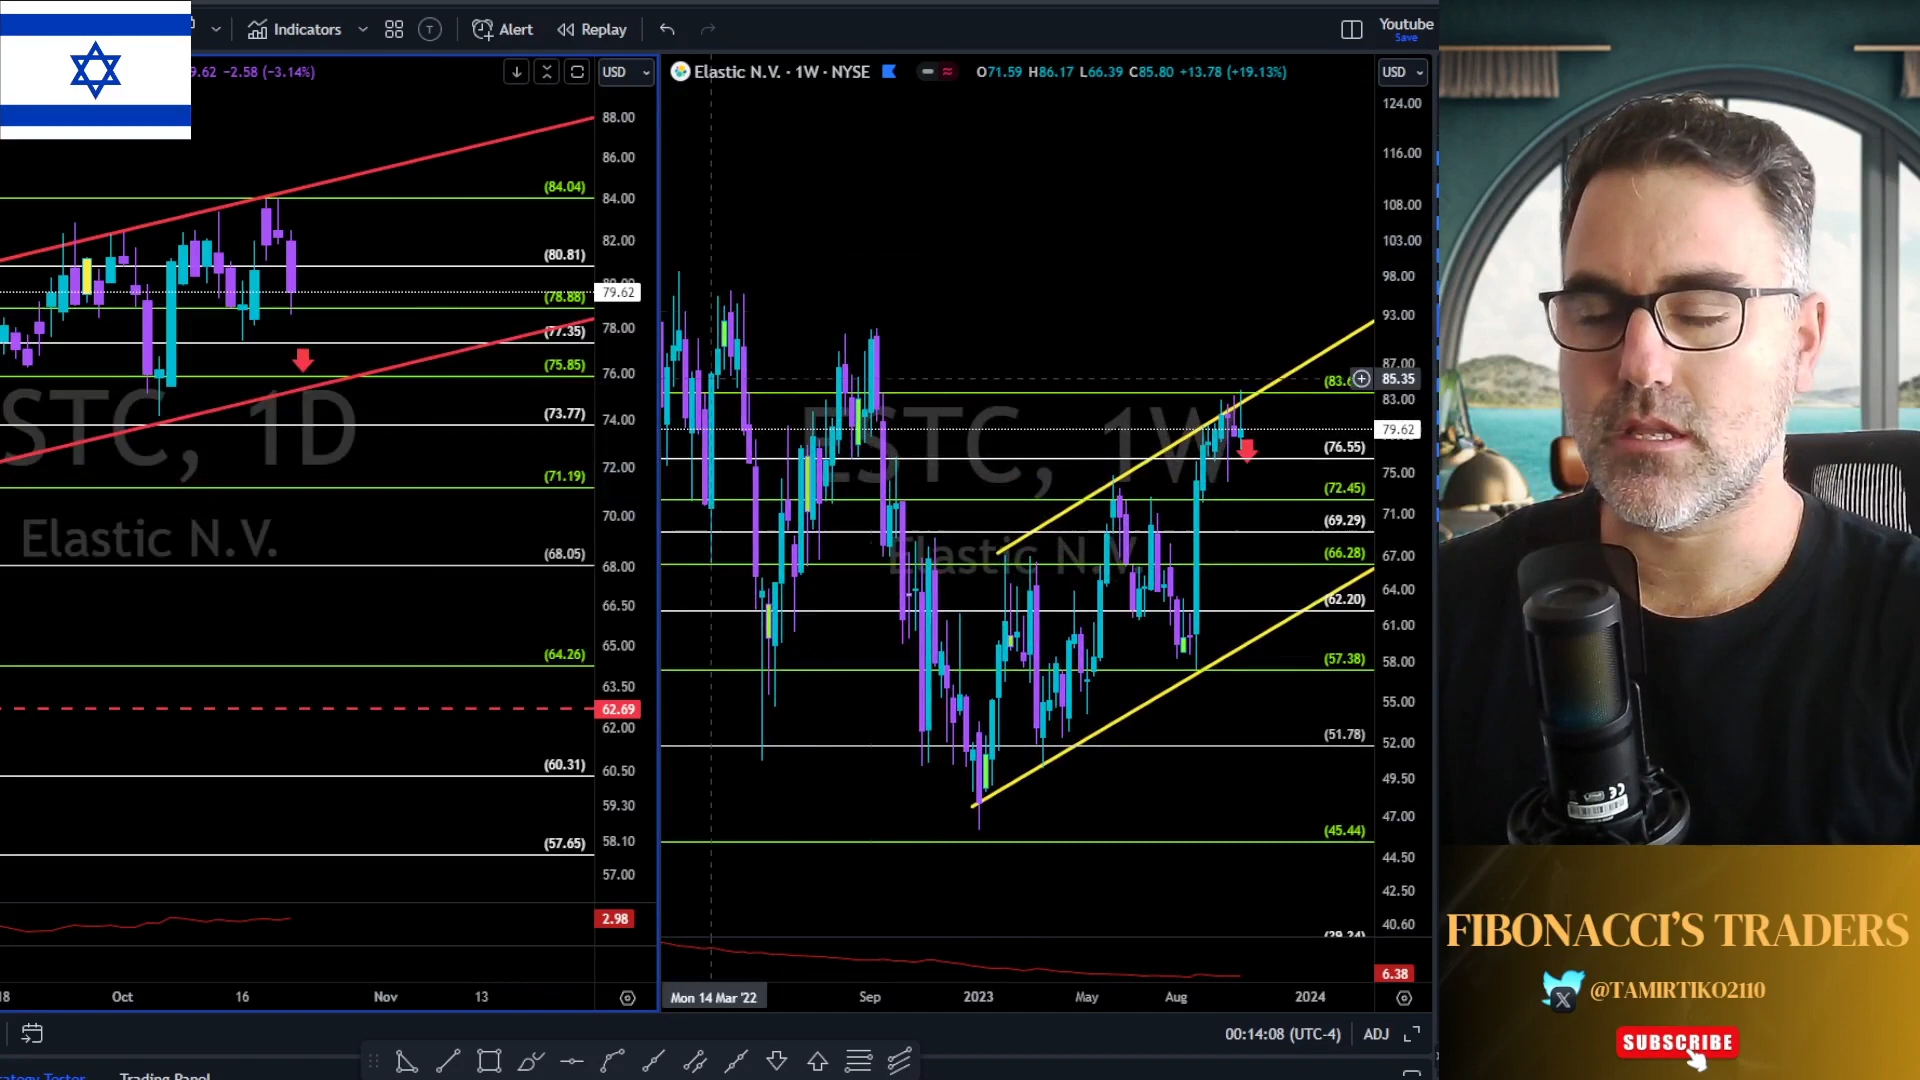 Indicators
T
Alert
Replay
Youtube
Save
9.62 −2.58 (−3.14%)
USD
Elastic N.V. · 1W · NYSE
O71.59 H86.17 L66.39 C85.80 +13.78 (+19.13%)
USD
88.00
86.00
(84.04)
84.00
82.00
(80.81)
79.62
(78.88)
78.00
(77.35)
(75.85)
76.00
(73.77)
74.00
72.00
(71.19)
70.00
(68.05)
68.00
66.50
(64.26)
65.00
63.50
62.69
62.00
(60.31)
60.50
59.30
(57.65)
58.10
57.00
2.98
STC, 1D
Elastic N.V.
18
Oct
16
Nov
13
124.00
116.00
108.00
103.00
98.00
93.00
87.00
85.35
83.00
79.62
(76.55)
75.00
(72.45)
(69.29)
71.00
(66.28)
67.00
64.00
(62.20)
61.00
(57.38)
58.00
55.00
(51.78)
52.00
49.50
47.00
(45.44)
44.50
42.50
40.60
6.38
ESTC, 1W
Elastic N.V.
Mon 14 Mar '22
Sep
2023
May
Aug
2024
00:14:08 (UTC-4)
ADJ
Trading Panel
FIBONACCI'S TRADERS
@TAMIRTIKO2110
SUBSCRIBE